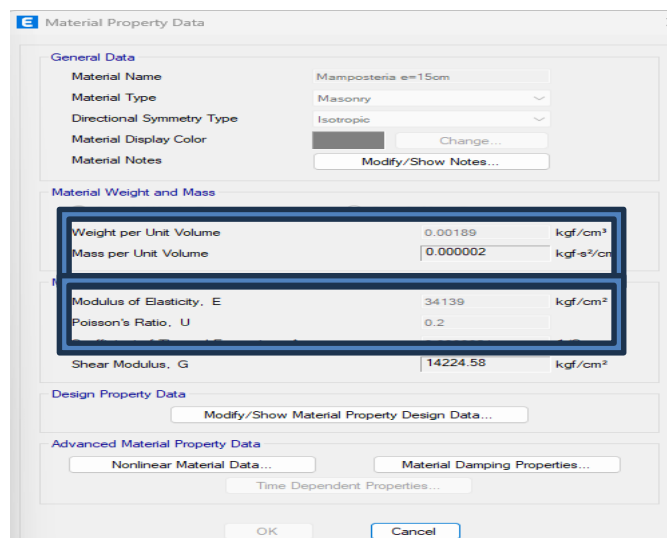 E Material Property Data
General Data
Material Name Mamposteria e=15cm
Material Type Masonry
Directional Symmetry Type Isotropic
Material Display Color Change...
Material Notes Modify/Show Notes...
Material Weight and Mass
Weight per Unit Volume 0.00189 kgf/cm³
Mass per Unit Volume 0.000002 kgf-s²/cm
Modulus of Elasticity, E 34139 kgf/cm²
Poisson's Ratio, U 0.2
Shear Modulus, G 14224.58 kgf/cm²
Design Property Data
Modify/Show Material Property Design Data...
Advanced Material Property Data
Nonlinear Material Data... Material Damping Properties...
Time Dependent Properties...
OK Cancel